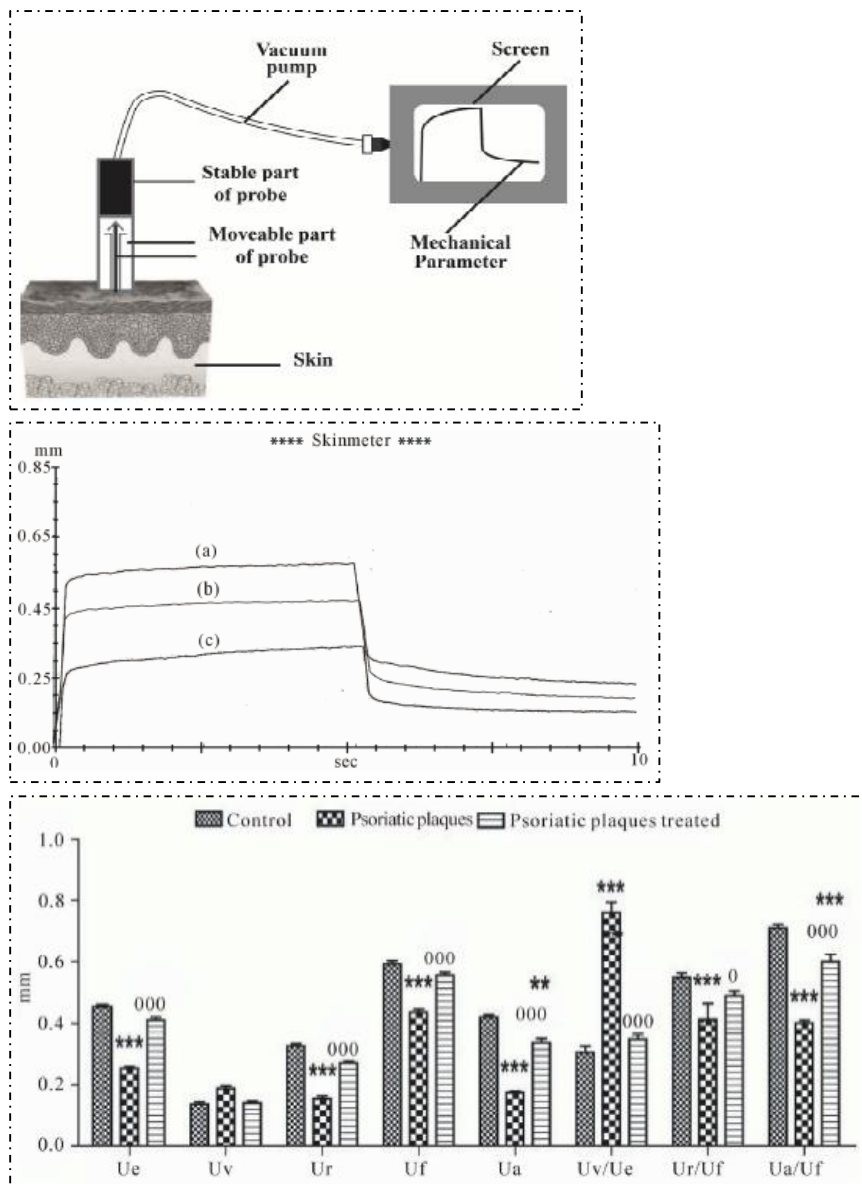 Vacuum
pump
Screen
Stable part
of probe
Moveable part
of probe
Mechanical
Parameter
Skin
**** Skinmeter ****
mm
0.85
0.65
0.45
0.25
0.00
(a)
(b)
(c)
0
sec
10
Control Psoriatic plaques Psoriatic plaques treated
mm
1.0
0.8
0.6
0.4
0.2
0.0
*** 000
*** 000
*** 000
*** 000 **
*** 000
*** 0
*** 000 ***
Ue Uv Ur Uf Ua Uv/Ue Ur/Uf Ua/Uf